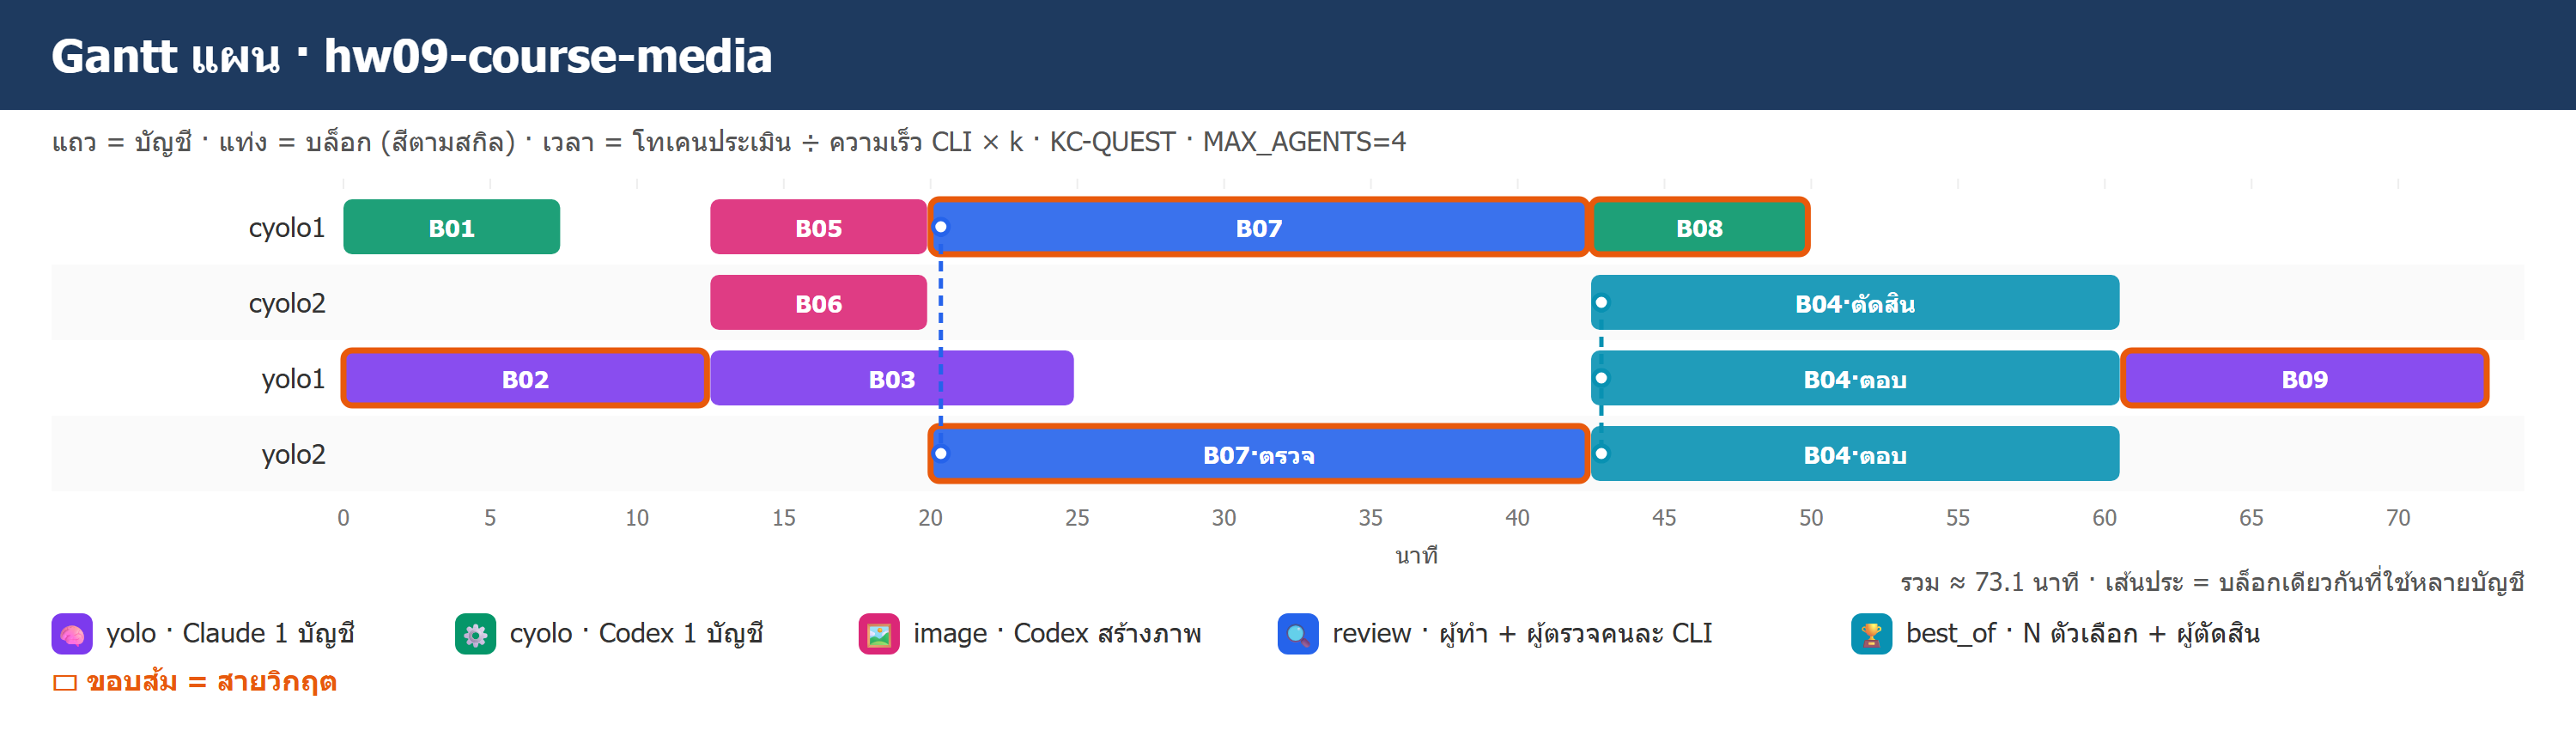 Gantt แผน · hw09-course-media
แถว = บัญชี · แท่ง = บล็อก (สีตามสกิล) · เวลา = โทเคนประเมิน ÷ ความเร็ว CLI × k · KC-QUEST · MAX_AGENTS=4
cyolo1 B01 B05 B07 B08
cyolo2 B06 B04·ตัดสิน
yolo1 B02 B03 B04·ตอบ B09
yolo2 B07·ตรวจ B04·ตอบ
0 5 10 15 20 25 30 35 40 45 50 55 60 65 70
นาที
รวม ≈ 73.1 นาที · เส้นประ = บล็อกเดียวกันที่ใช้หลายบัญชี
yolo · Claude 1 บัญชี cyolo · Codex 1 บัญชี image · Codex สร้างภาพ review · ผู้ทำ + ผู้ตรวจคนละ CLI best_of · N ตัวเลือก + ผู้ตัดสิน
ขอบส้ม = สายวิกฤต